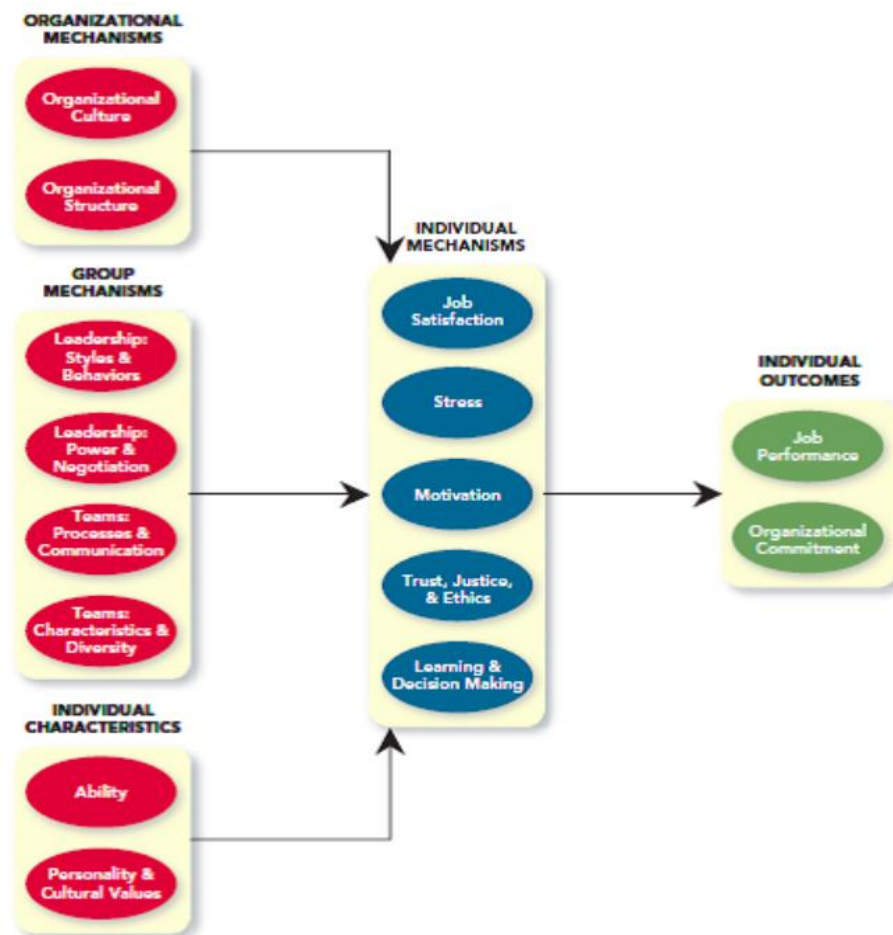 ORGANIZATIONAL
MECHANISMS
Organizational
Culture
Organizational
Structure
GROUP
MECHANISMS
Leadership:
Styles &
Behaviors
Leadership:
Power &
Negotiation
Teams:
Processes &
Communication
Teams:
Characteristics &
Diversity
INDIVIDUAL
CHARACTERISTICS
Ability
Personality &
Cultural Values
INDIVIDUAL
MECHANISMS
Job
Satisfaction
Stress
Motivation
Trust, Justice,
& Ethics
Learning &
Decision Making
INDIVIDUAL
OUTCOMES
Job
Performance
Organizational
Commitment